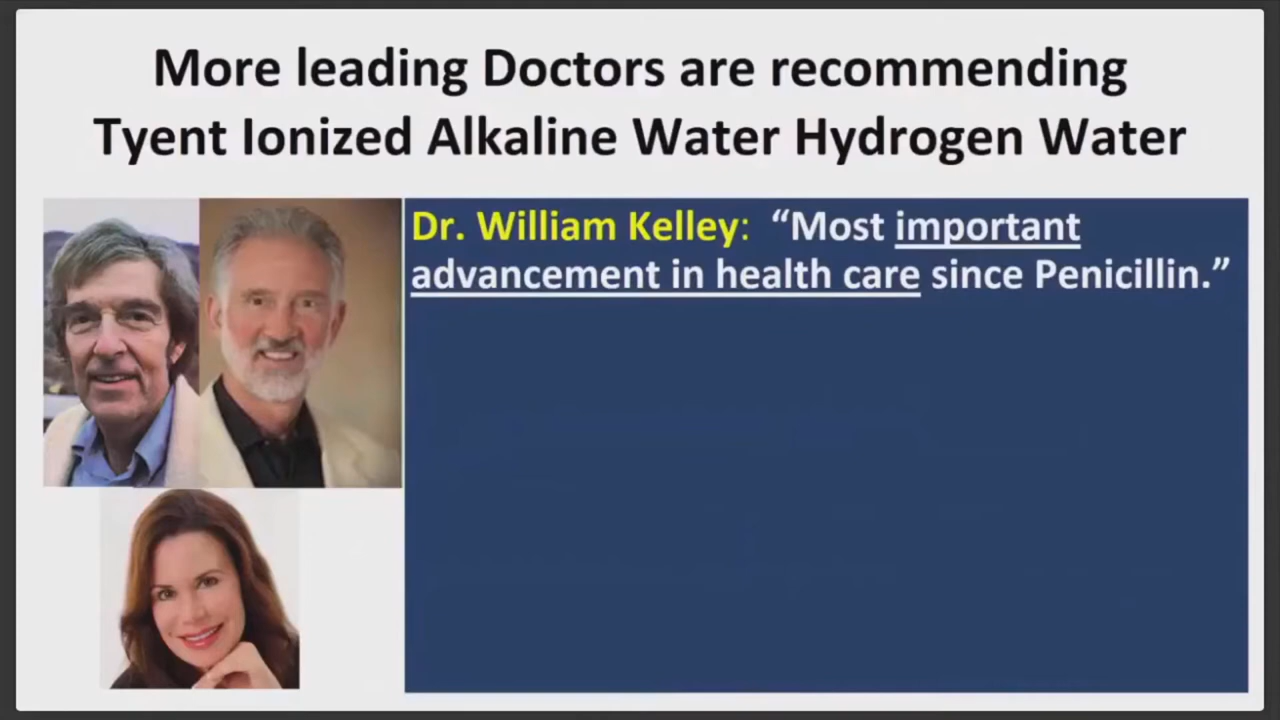 More leading Doctors are recommending
Tyent Ionized Alkaline Water Hydrogen Water
Dr. William Kelley: “Most important
advancement in health care since Penicillin.”